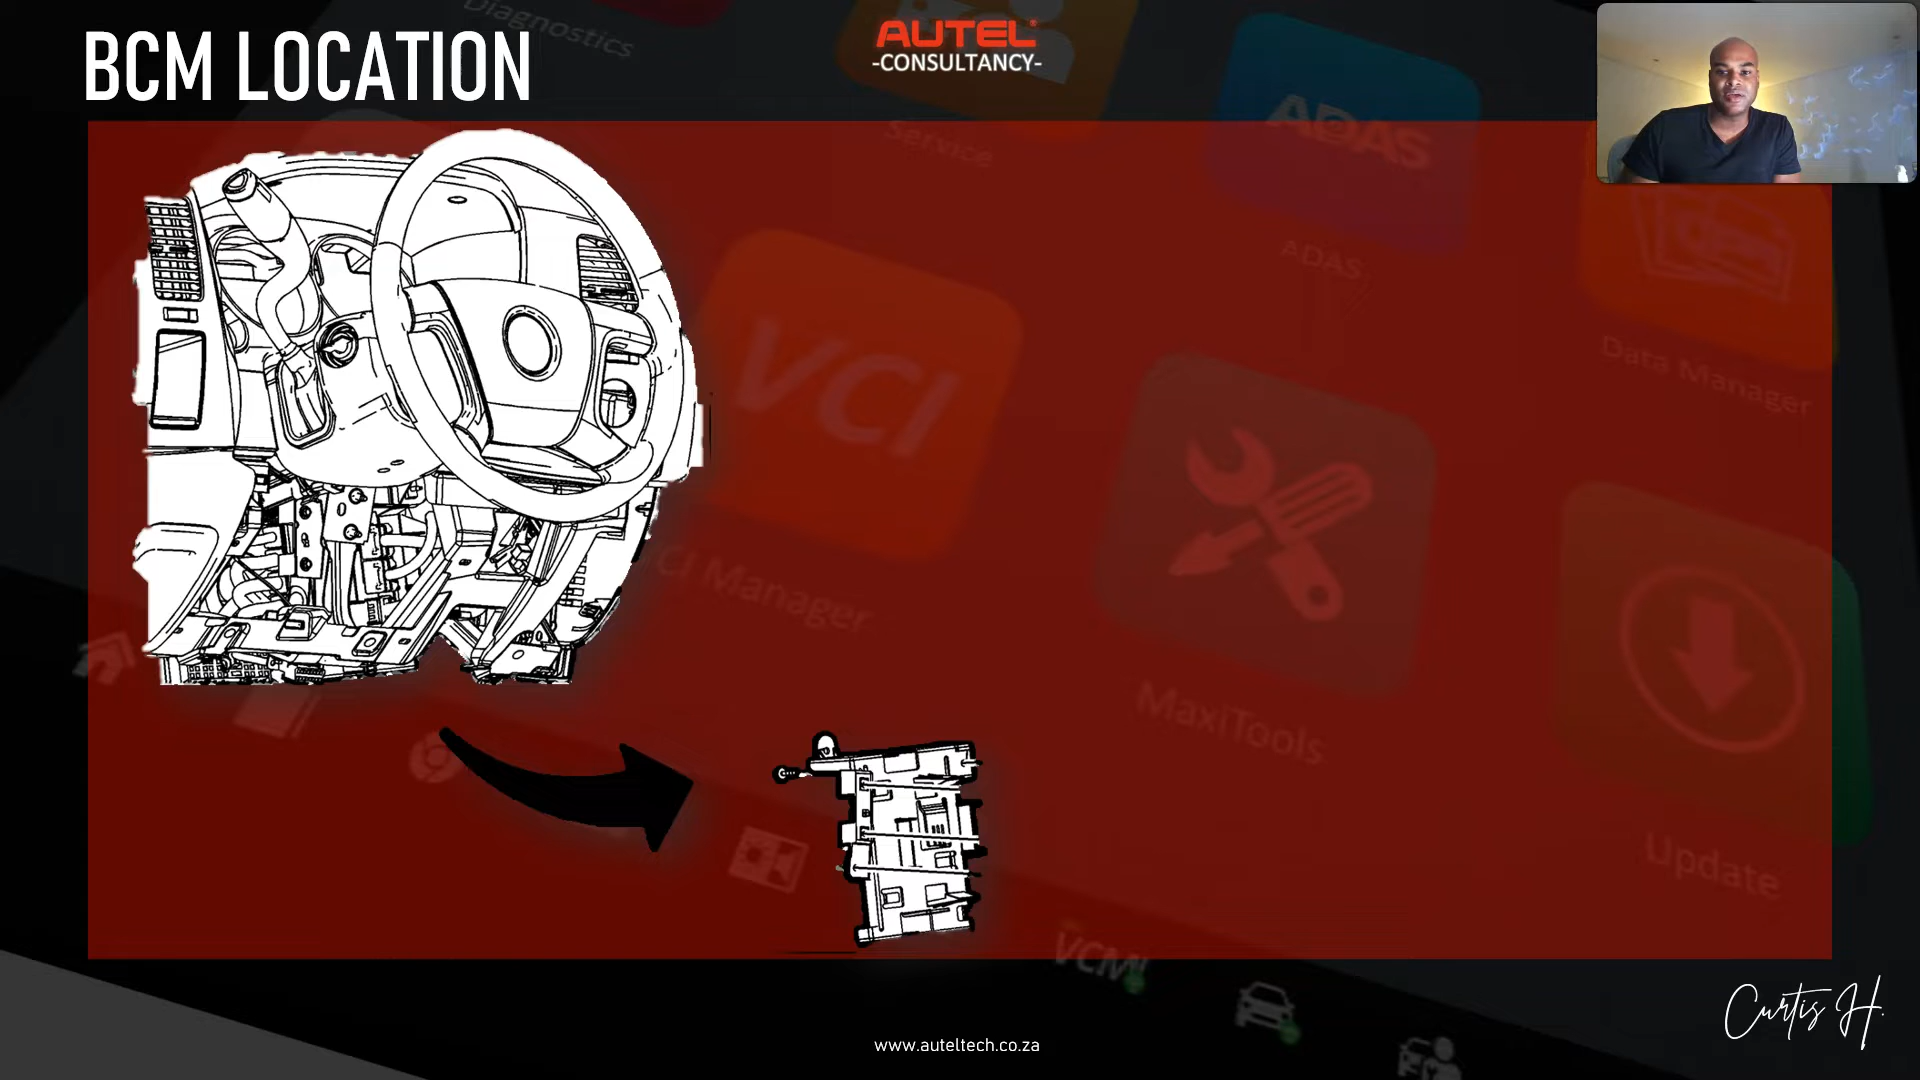 Diagnostics
BCM LOCATION
AUTEL
-CONSULTANCY-
Service
ADAS
ADAS
VCI
VCI Manager
Data Manager
MaxiTools
Update
VCMI
www.auteltech.co.za
Curtis H.